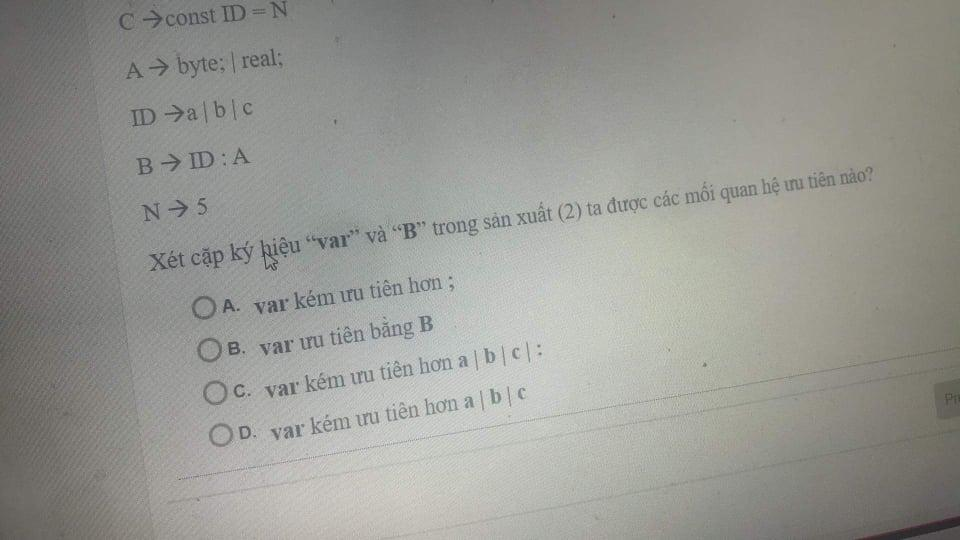 C →const ID = N
A → byte; | real;
ID →a | b | c
B → ID : A
N → 5
Xét cặp ký hiệu “var” và “B” trong sản xuất (2) ta được các mối quan hệ ưu tiên nào?
A. var kém ưu tiên hơn ;
B. var ưu tiên bằng B
C. var kém ưu tiên hơn a | b | c | :
D. var kém ưu tiên hơn a | b | c